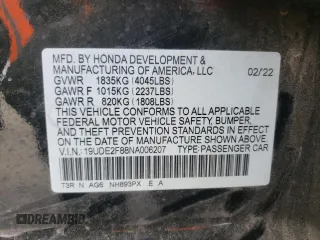 MFD. BY HONDA DEVELOPMENT &
MANUFACTURING OF AMERICA, LLC 02/22
GVWR 1835KG (4045LBS)
GAWR F 1015KG (2237LBS)
GAWR R 820KG (1808LBS)
THIS VEHICLE CONFORMS TO ALL APPLICABLE
FEDERAL MOTOR VEHICLE SAFETY, BUMPER,
AND THEFT PREVENTION STANDARDS IN EFFECT
ON THE DATE OF MANUFACTURE SHOWN ABOVE.
V.I.N.: 19UDE2F88NA006207 TYPE: PASSENGER CAR
T3R N AG6 NH893PX E A